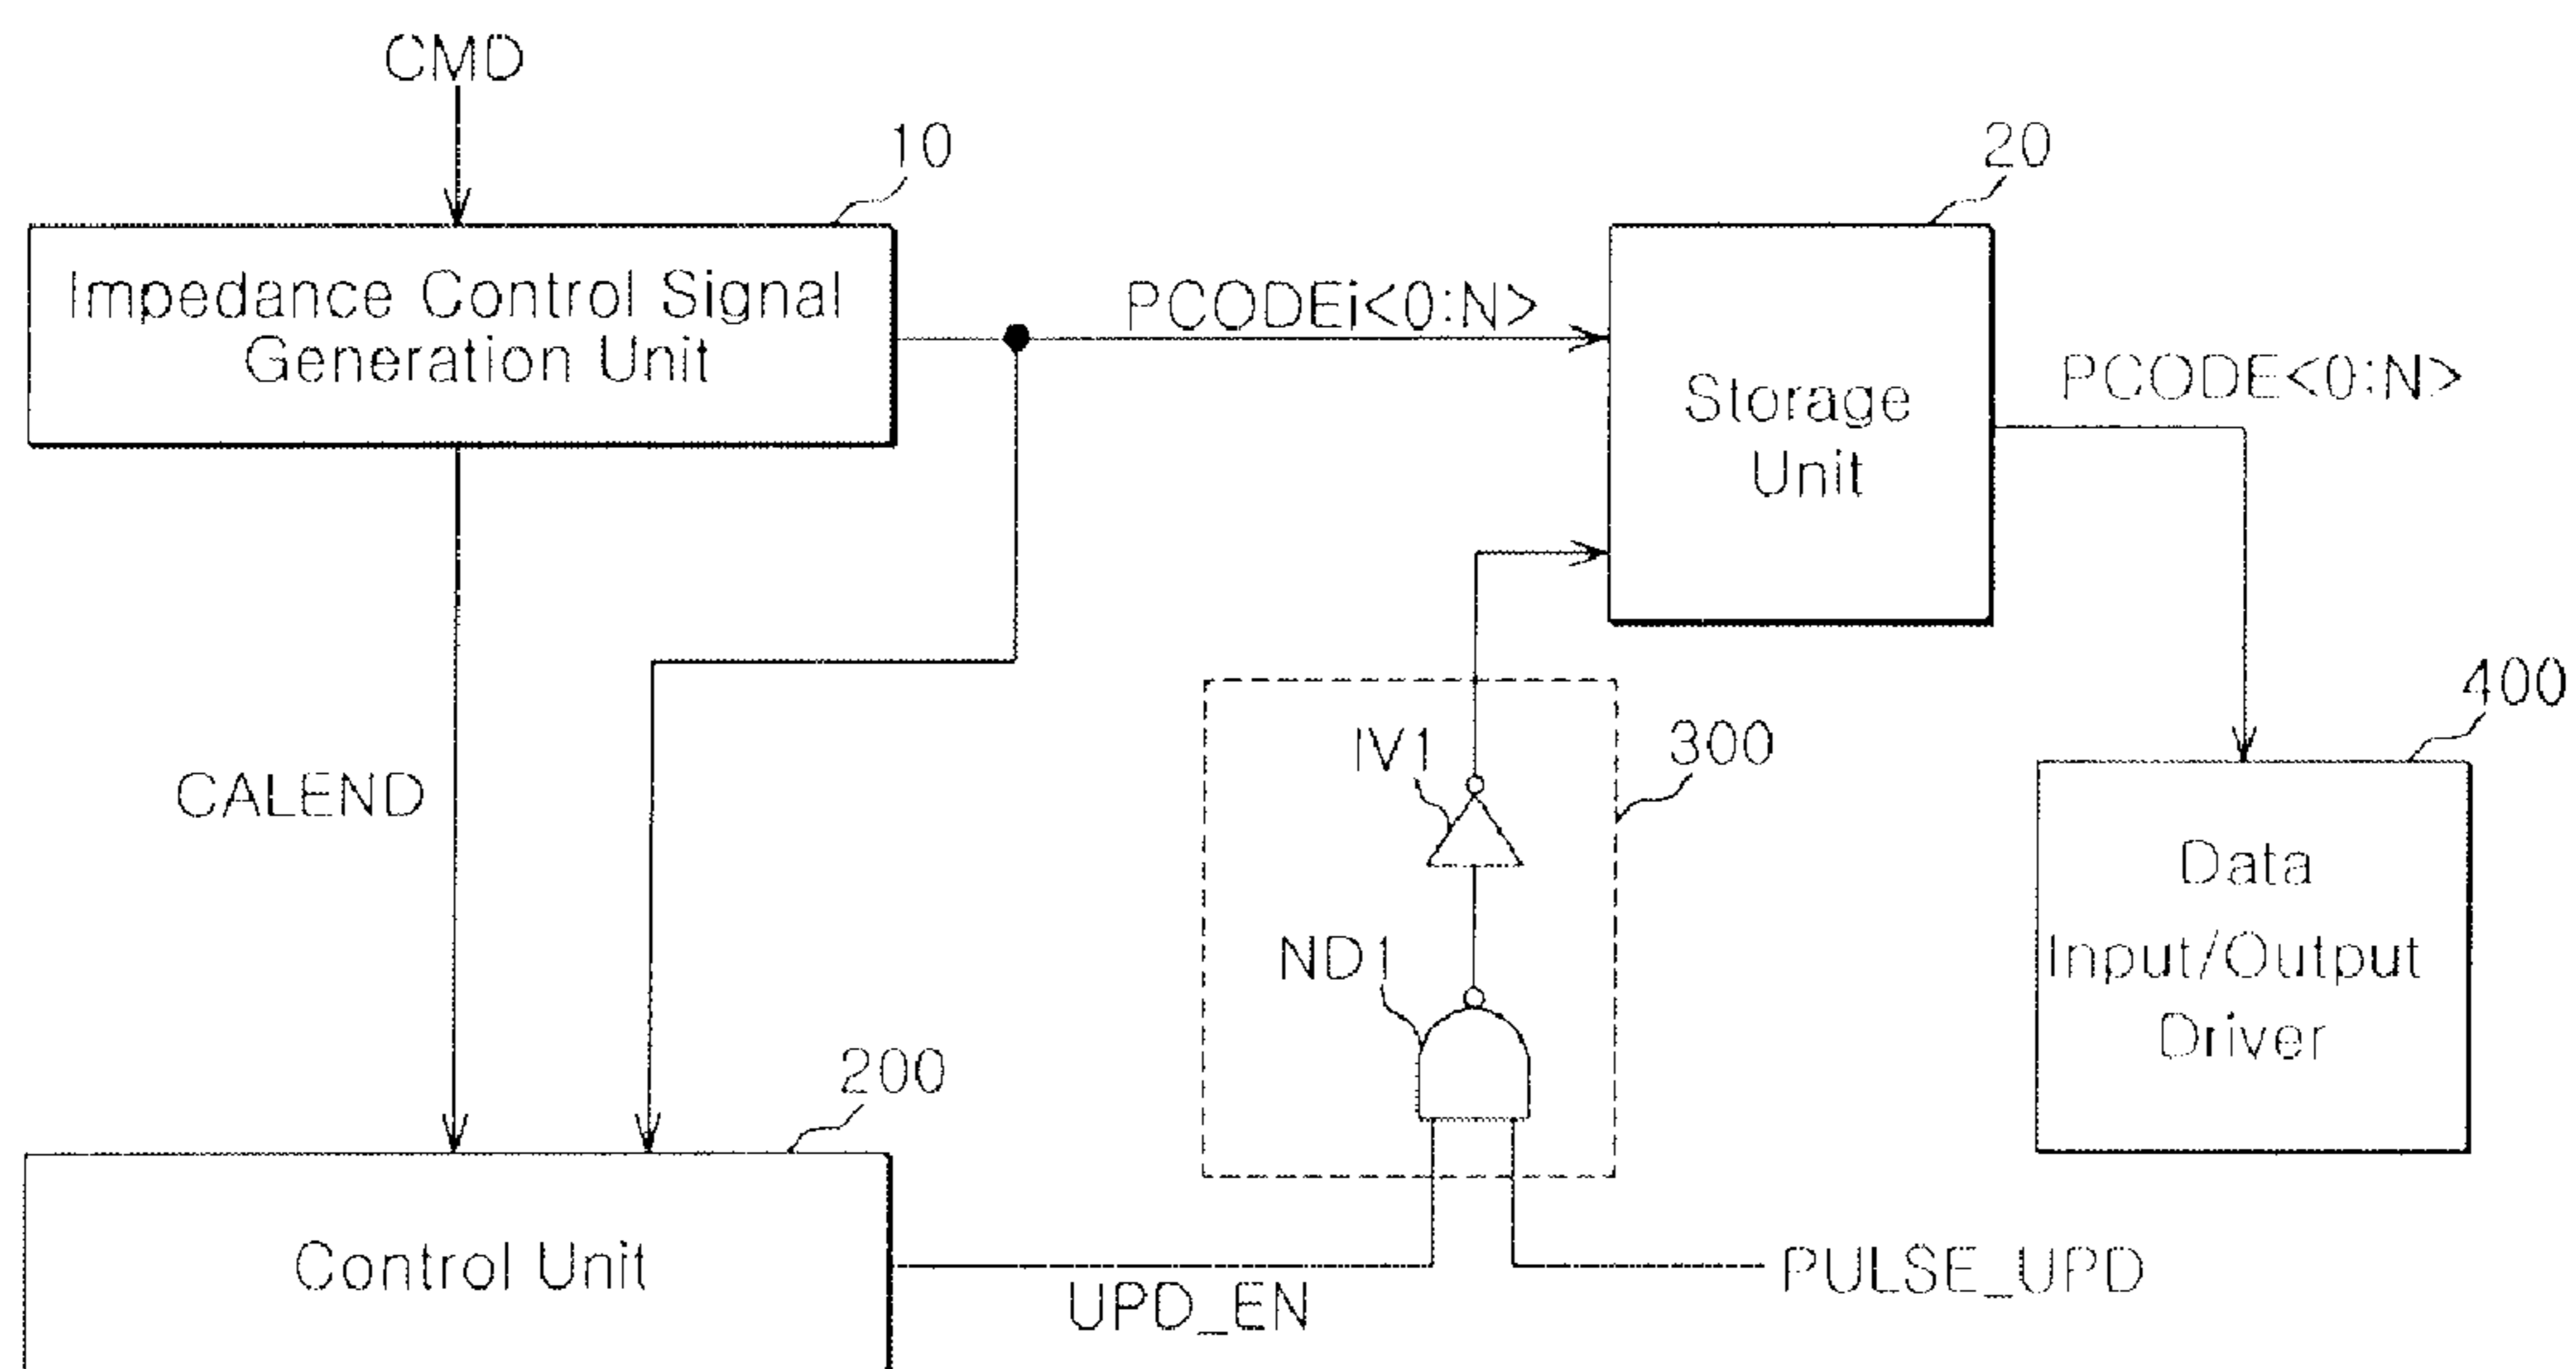 CMD
10
20
Impedance Control Signal
Generation Unit
PCODEi<0:N>
Storage
Unit
PCODE<0:N>
CALEND
IV1
300
400
ND1
Data
Input/Output
Driver
200
Control Unit
UPD_EN
PULSE_UPD